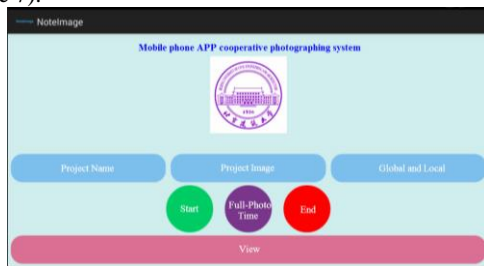 NoteImage
Mobile phone APP cooperative photographing system
1936
Project Name
Project Image
Global and Local
Start
Full-Photo
Time
End
View